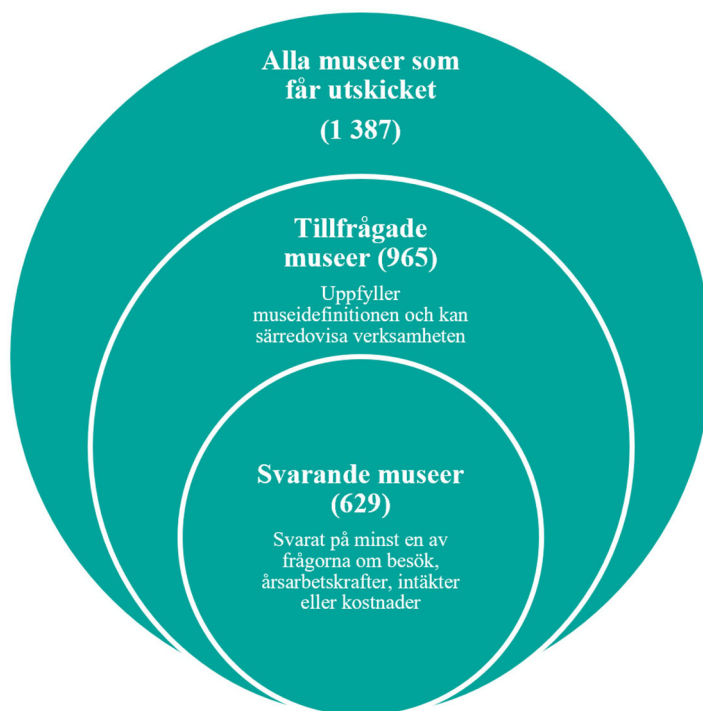 Alla museer som
får utskicket
(1 387)
Tillfrågade
museer (965)
Uppfyller
museidefinitionen och kan
särredovisa verksamheten
Svarande museer
(629)
Svarat på minst en av
frågorna om besök,
årsarbetskrafter, intäkter
eller kostnader